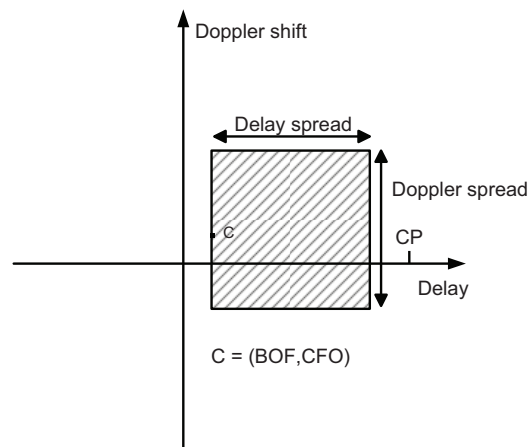 Doppler shift
Delay spread
Doppler spread
C
CP
Delay
C = (BOF,CFO)